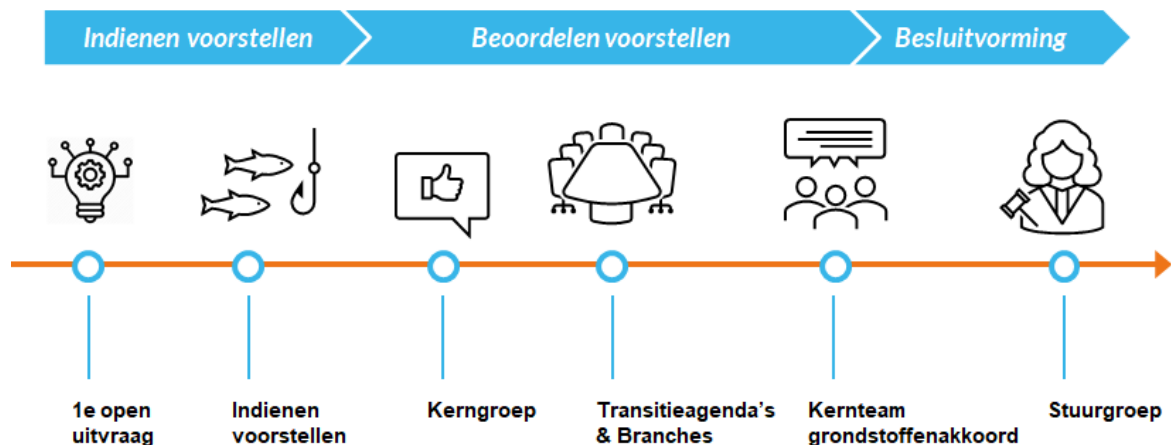 Indienen voorstellen
Beoordelen voorstellen
Besluitvorming
1e open
uitvraag
Indienen
voorstellen
Kerngroep
Transitieagenda's
& Branches
Kernteam
grondstoffenakkoord
Stuurgroep